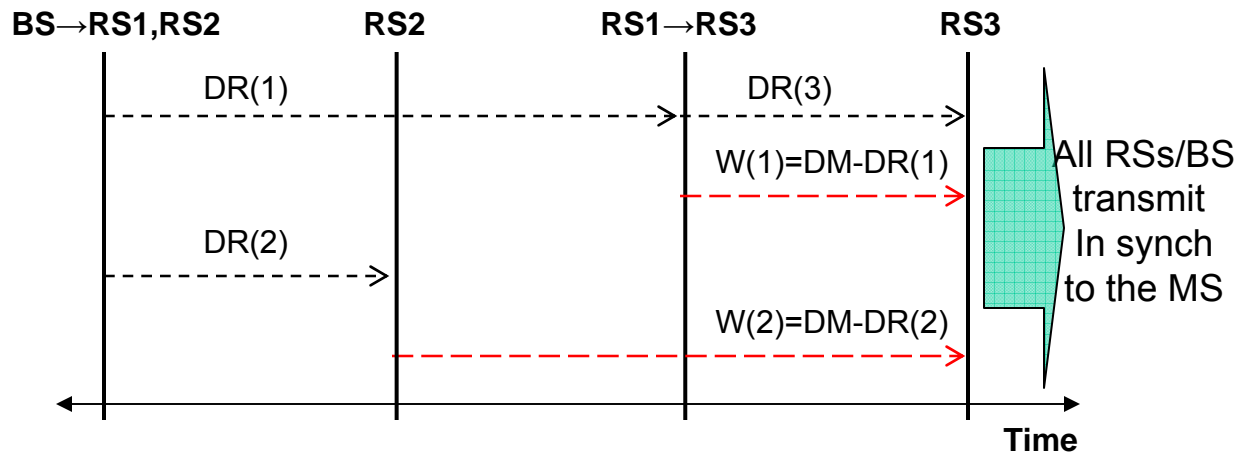 BS→RS1,RS2 RS2 RS1→RS3 RS3
DR(1) DR(3)
W(1)=DM-DR(1)
DR(2)
W(2)=DM-DR(2)
All RSs/BS
transmit
In synch
to the MS
Time